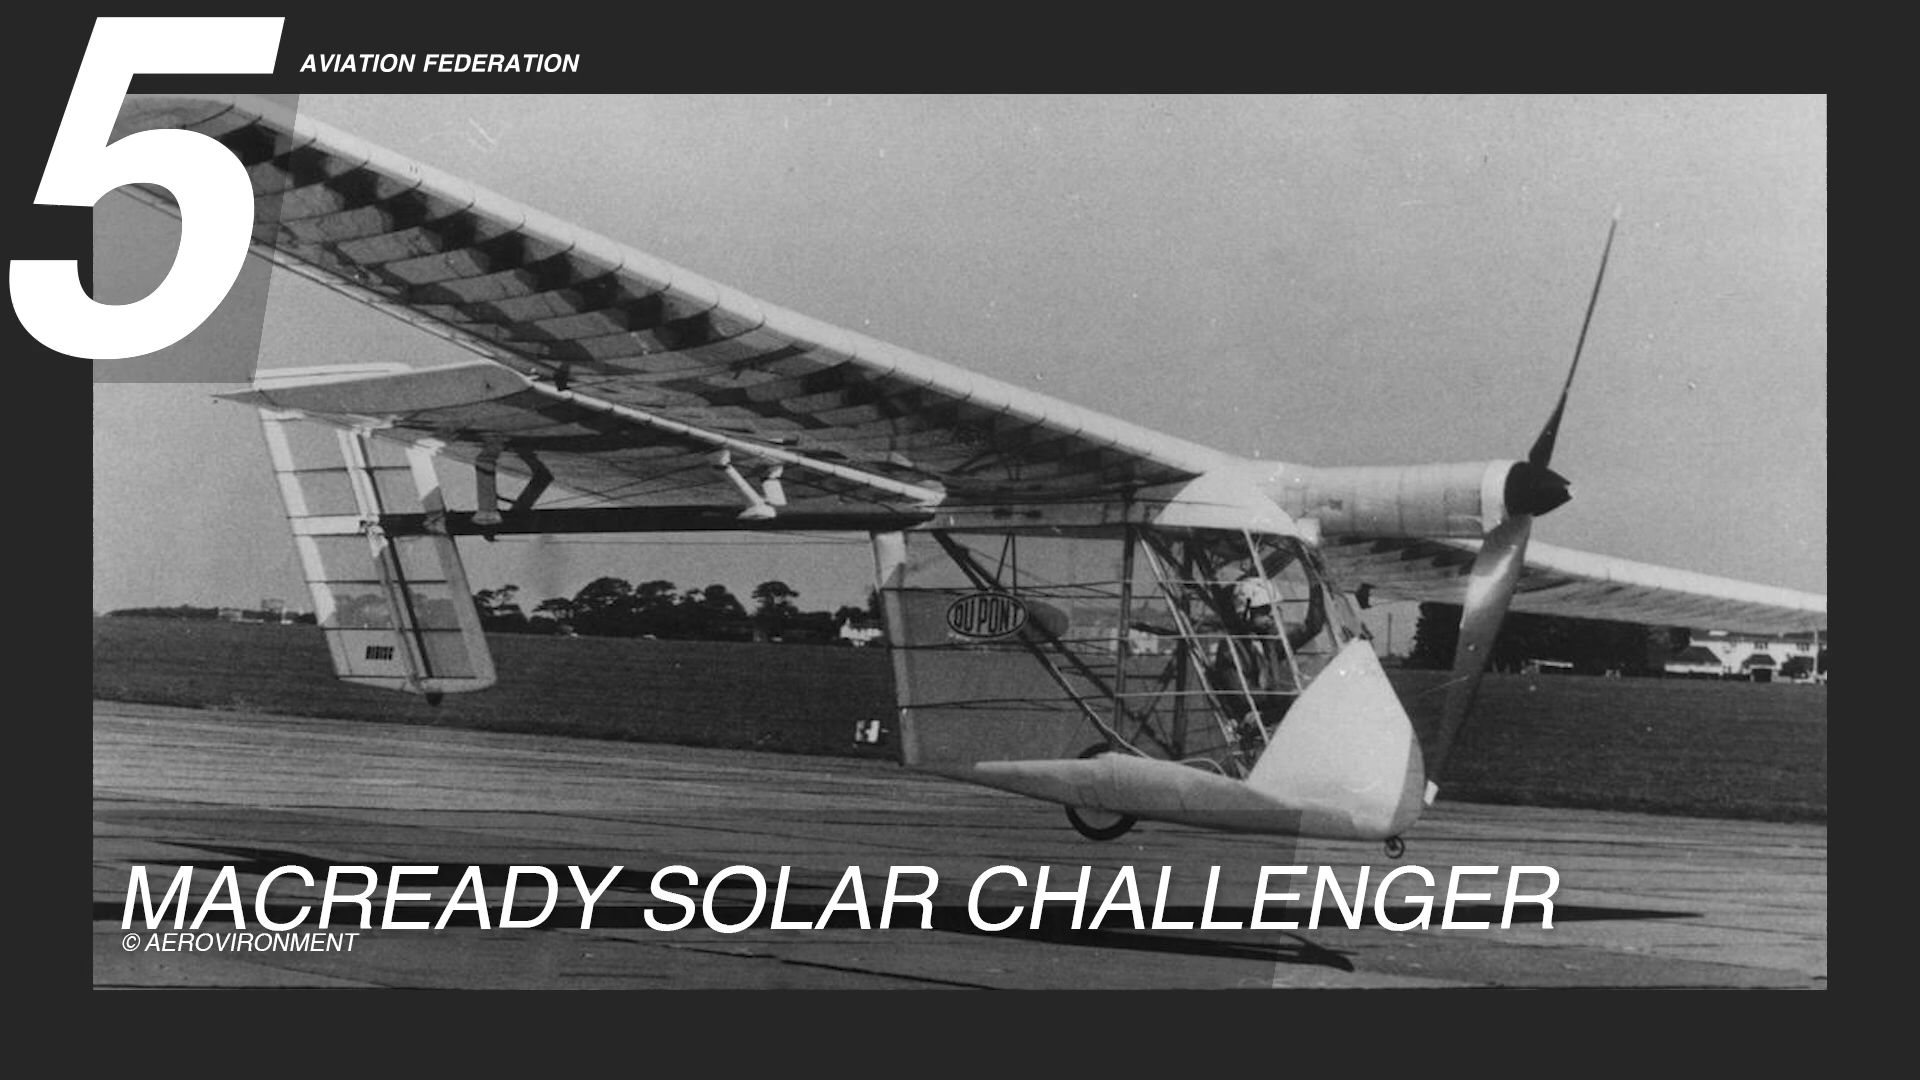 5
AVIATION FEDERATION
DU PONT
MACREADY SOLAR CHALLENGER
© AEROVIRONMENT